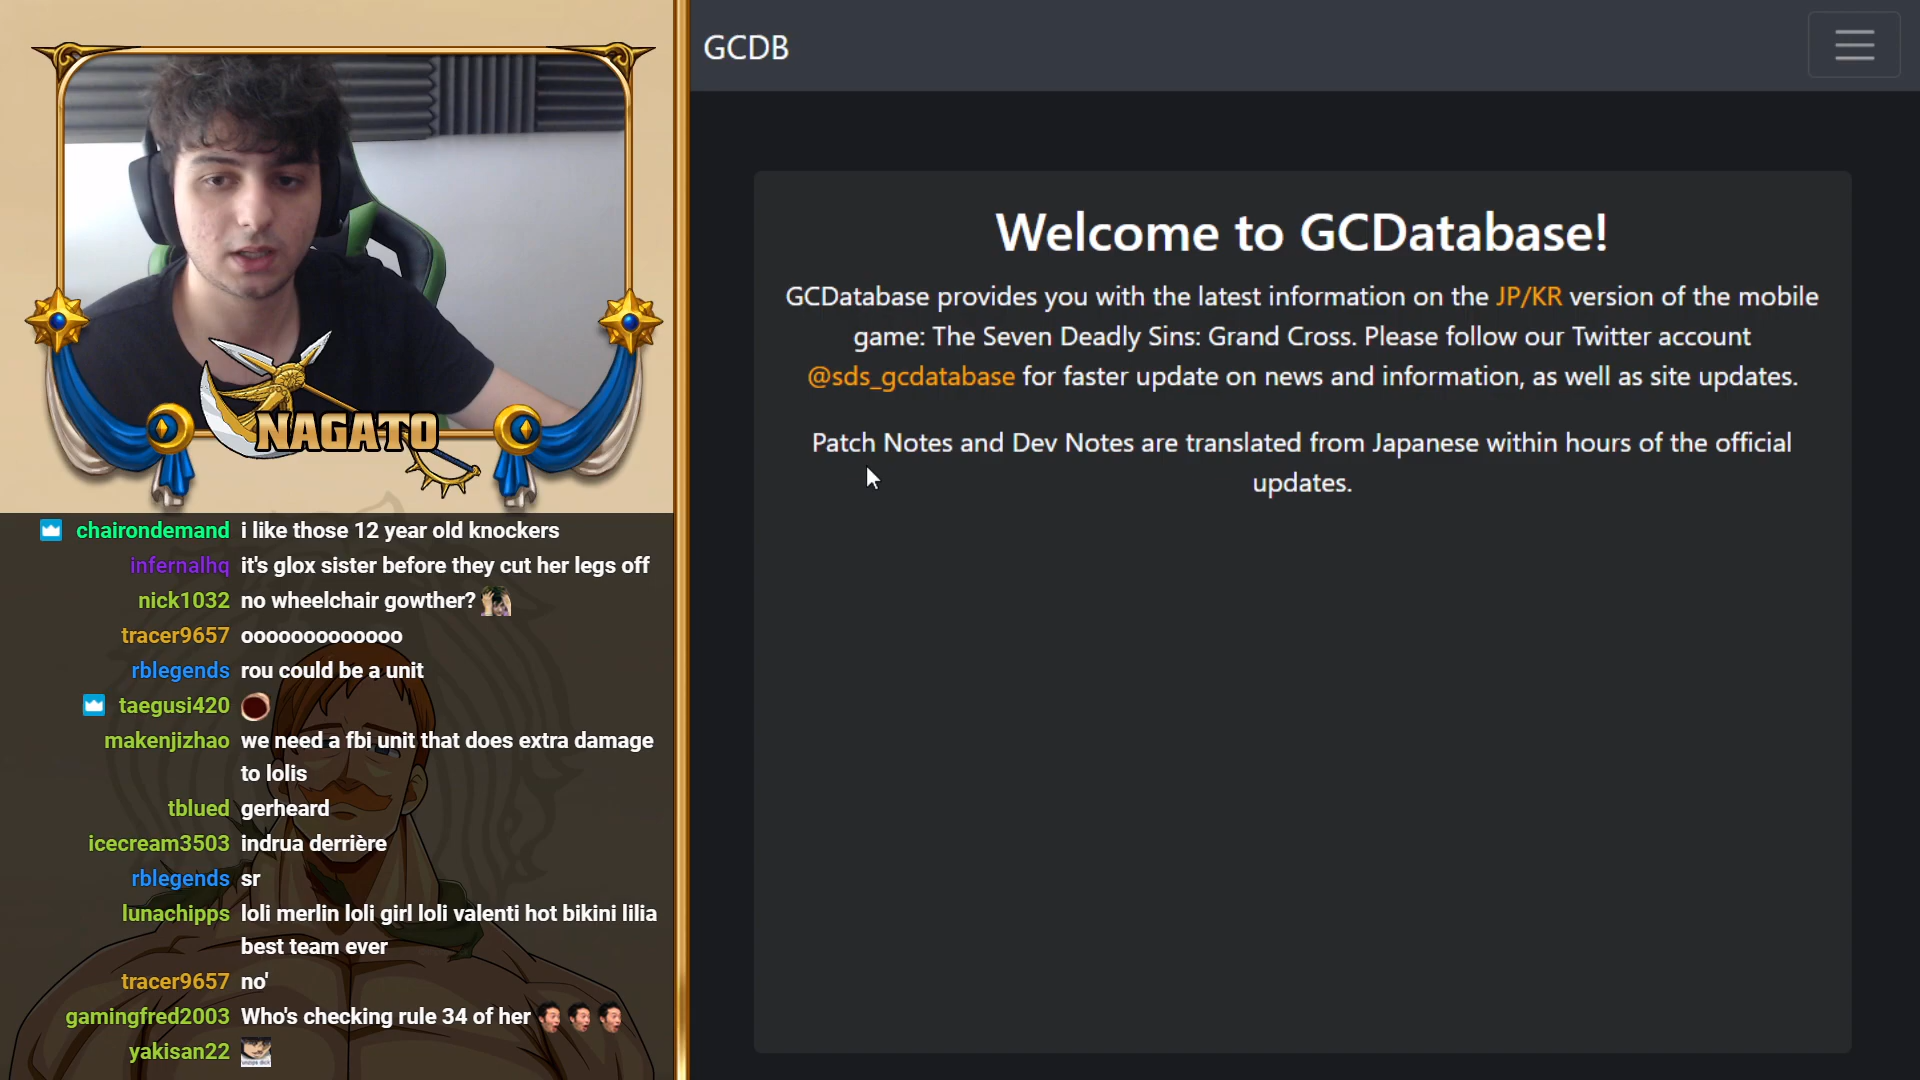 NAGATO
chairondemand i like those 12 year old knockers
infernalhq it's glox sister before they cut her legs off
nick1032 no wheelchair gowther?
tracer9657 ooooooooooooo
rblegends rou could be a unit
taegusi420
makenjizhao we need a fbi unit that does extra damage
to lolis
tblued gerheard
icecream3503 indrua derrière
rblegends sr
lunachipps loli merlin loli girl loli valenti hot bikini lilia
best team ever
tracer9657 no'
gamingfred2003 Who's checking rule 34 of her
yakisan22
GCDB
Welcome to GCDatabase!
GCDatabase provides you with the latest information on the JP/KR version of the mobile
game: The Seven Deadly Sins: Grand Cross. Please follow our Twitter account
@sds_gcdatabase for faster update on news and information, as well as site updates.
Patch Notes and Dev Notes are translated from Japanese within hours of the official
updates.